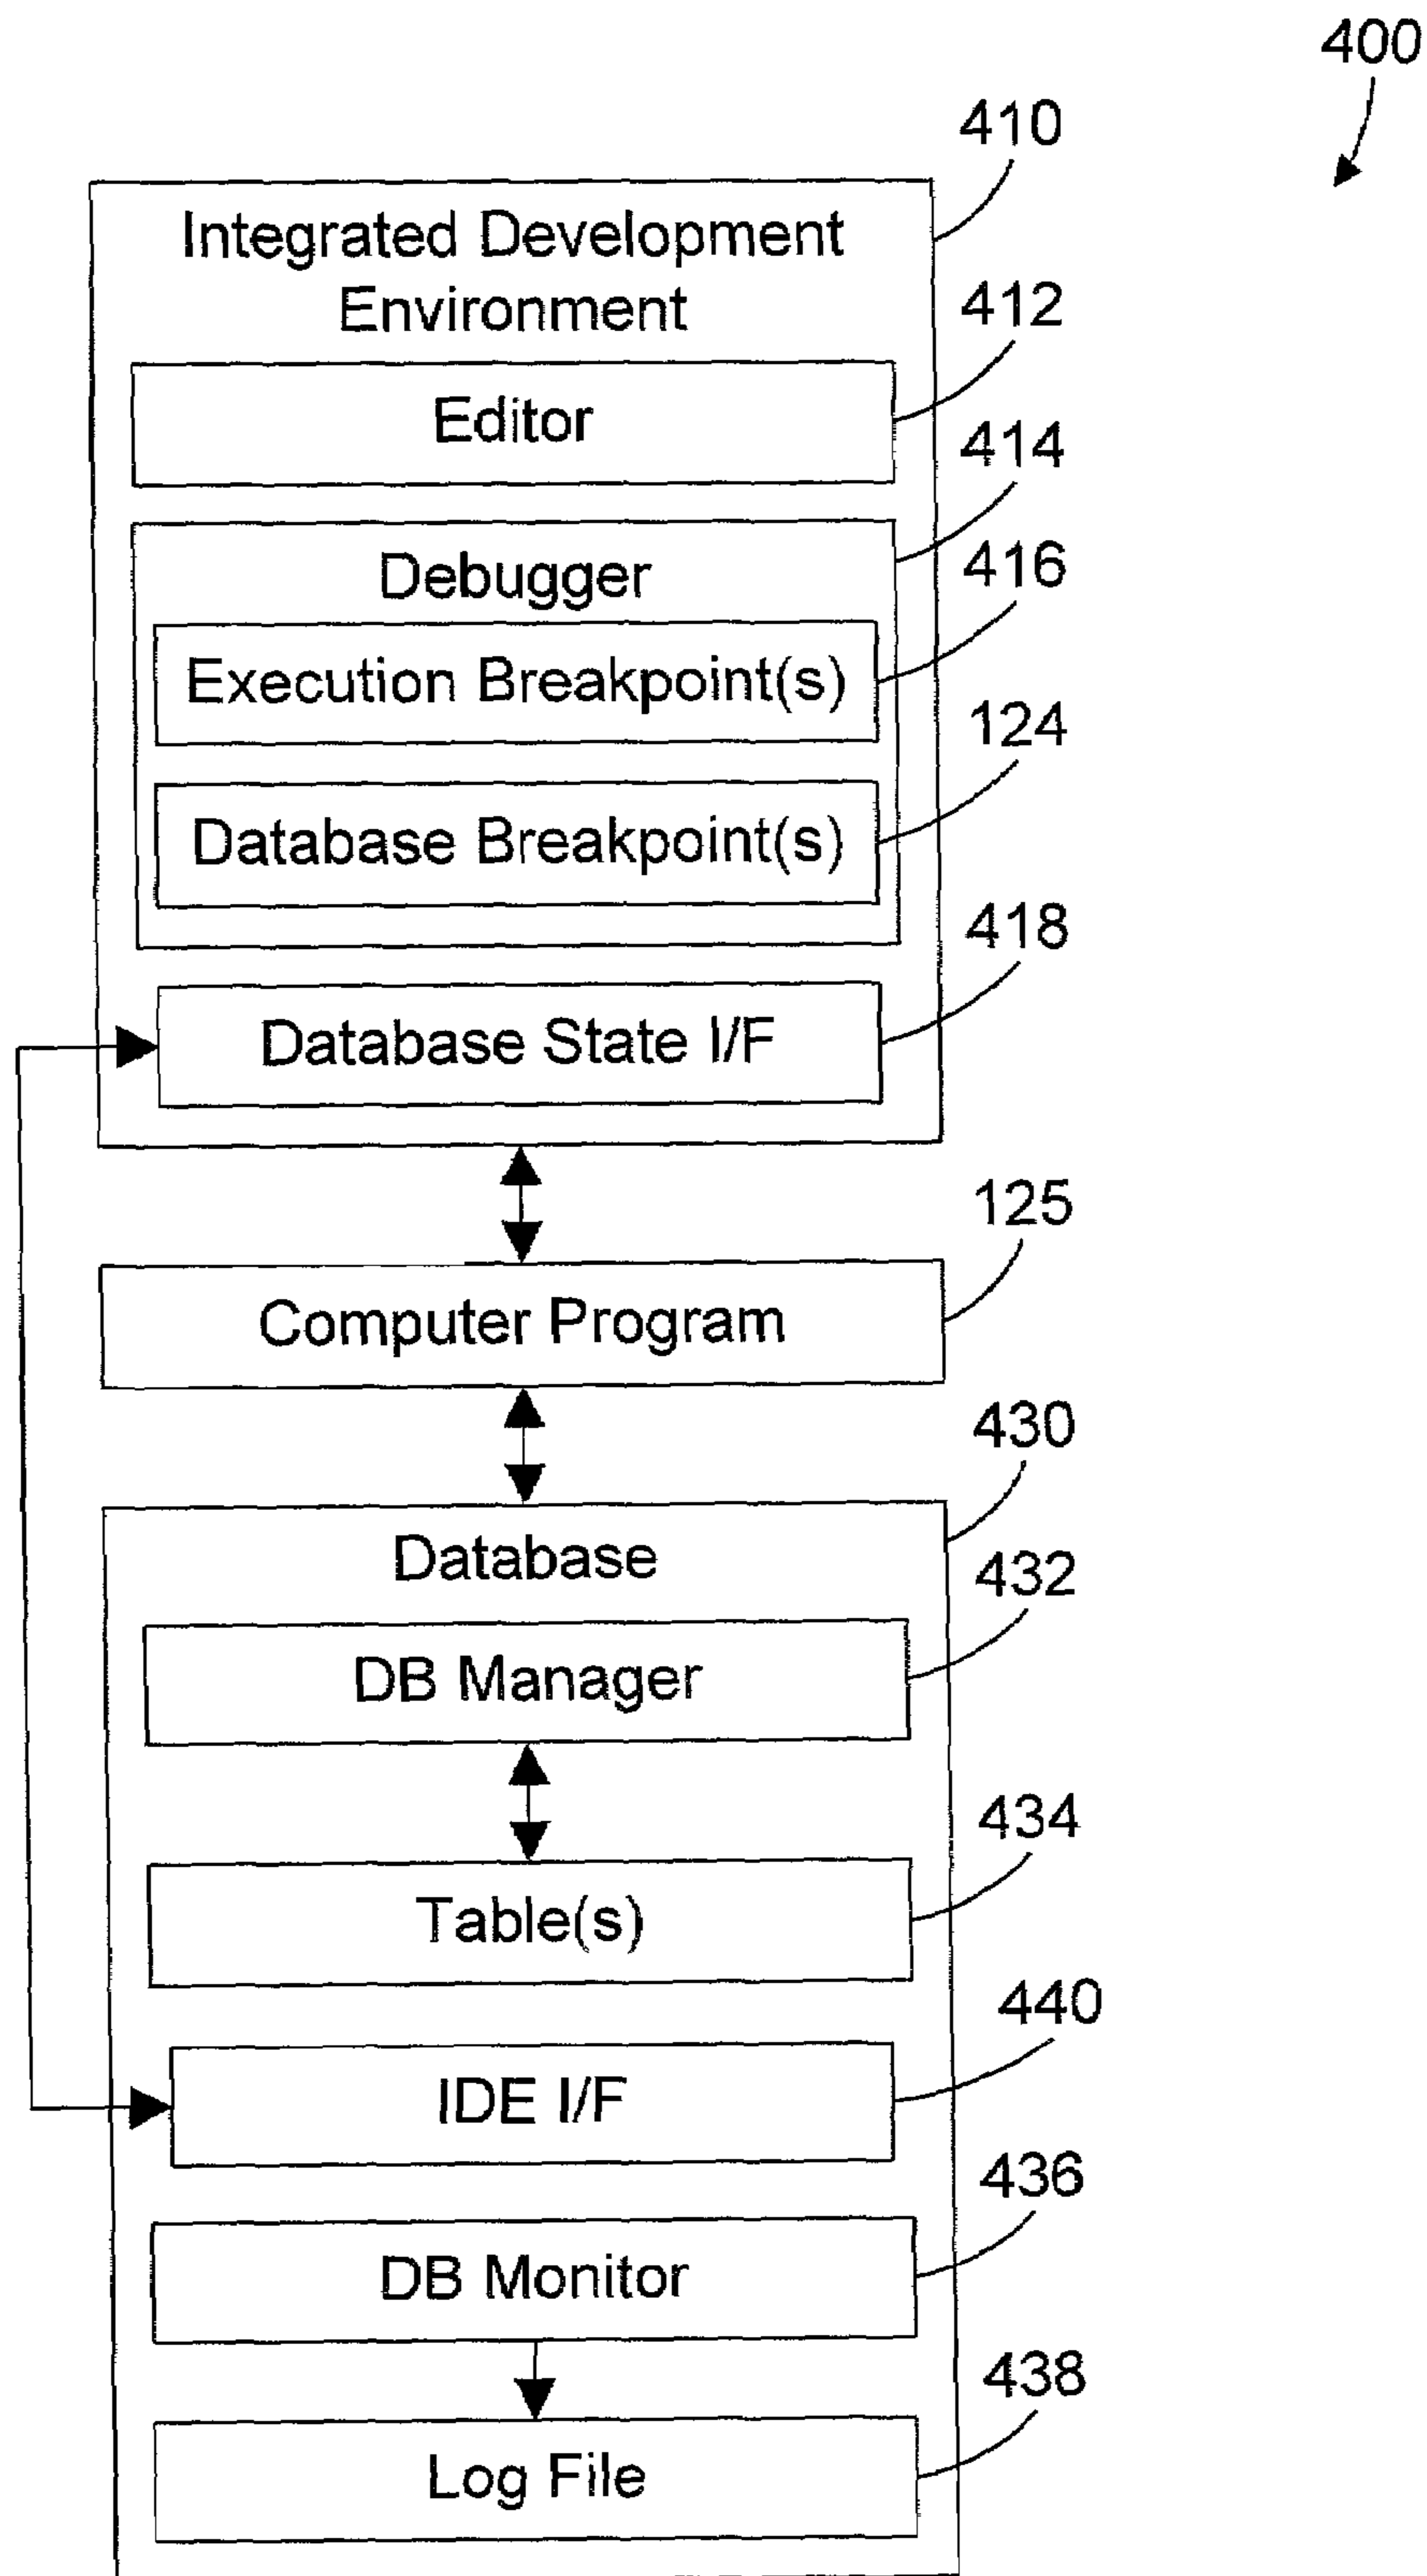 400
410
Integrated Development
Environment
412
Editor
414
Debugger
416
Execution Breakpoint(s)
124
Database Breakpoint(s)
418
Database State I/F
125
Computer Program
430
Database
432
DB Manager
434
Table(s)
440
IDE I/F
436
DB Monitor
438
Log File